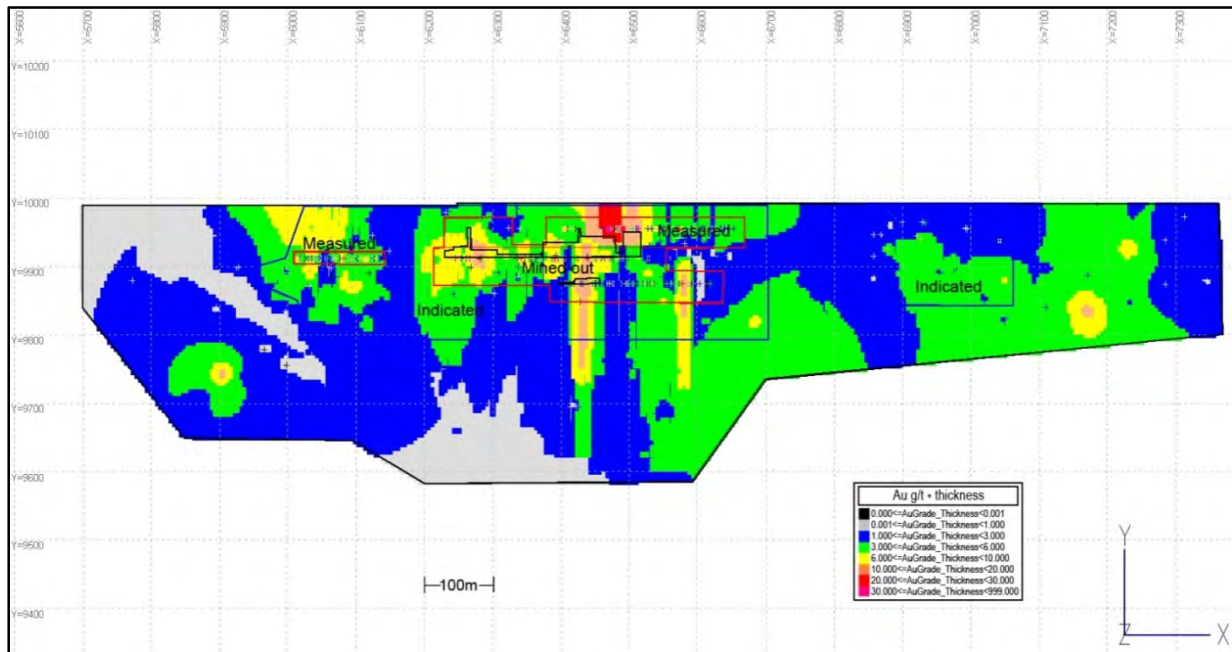 X=5600 X=5700 X=5800 X=5900 X=6000 X=6100 X=6200 X=6300 X=6400 X=6500 X=6600 X=6700 X=6800 X=6900 X=7000 X=7100 X=7200 X=7300
Y=10200
Y=10100
Y=10000
Measured
Measured
Y=9900
Mined out
Indicated
Indicated
Y=9800
Y=9700
Y=9600
Au g/t * thickness
0.000<=AuGrade_Thickness<0.001
0.001<=AuGrade_Thickness<1.000
1.000<=AuGrade_Thickness<3.000
3.000<=AuGrade_Thickness<6.000
6.000<=AuGrade_Thickness<10.000
10.000<=AuGrade_Thickness<20.000
20.000<=AuGrade_Thickness<30.000
30.000<=AuGrade_Thickness<999.000
Y=9500
100m
Y=9400
Y
Z
X